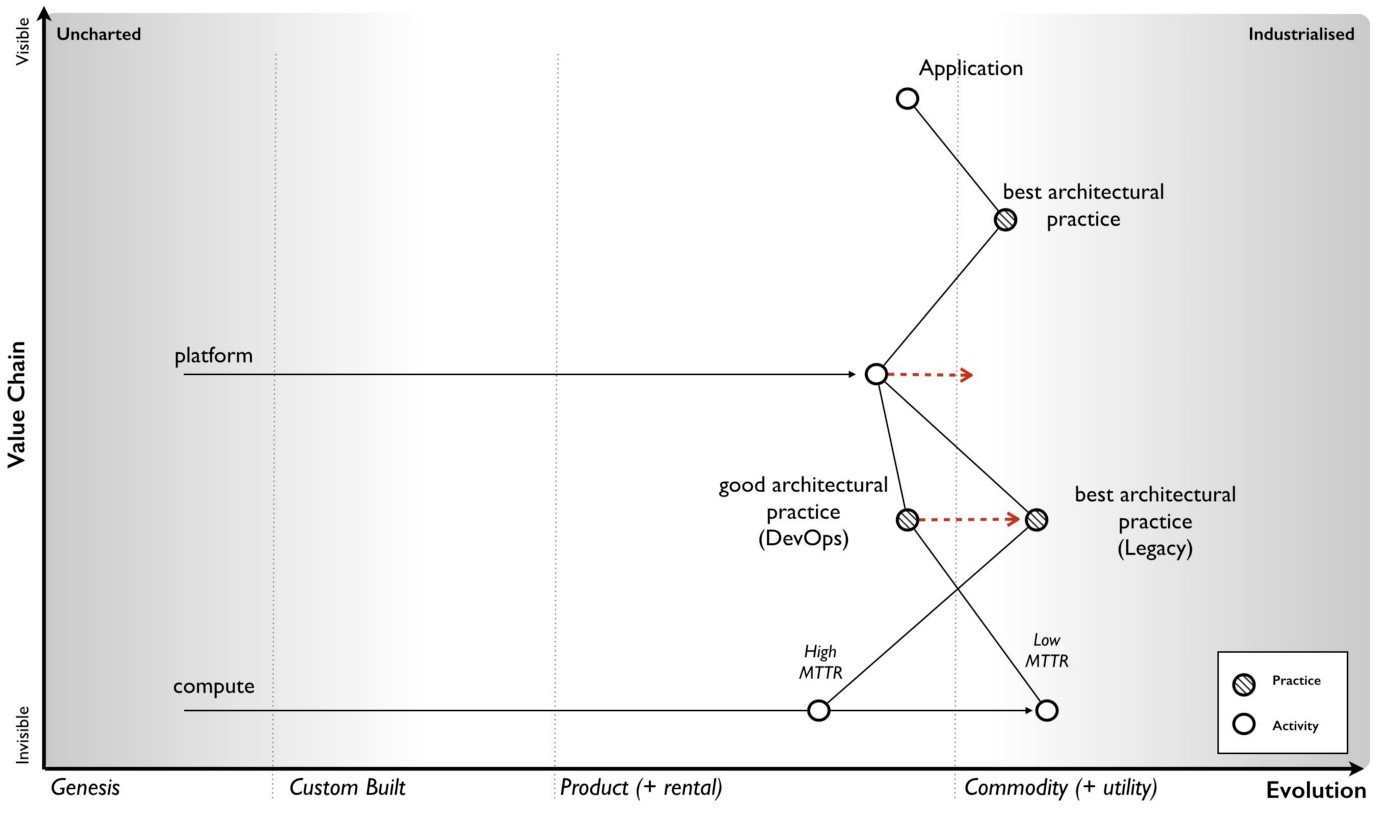 Visible
Uncharted
Industrialised
Application
best architectural
practice
platform
Value Chain
good architectural
practice
(DevOps)
best architectural
practice
(Legacy)
High
MTTR
Low
MTTR
compute
Practice
Activity
Invisible
Genesis
Custom Built
Product (+ rental)
Commodity (+ utility)
Evolution